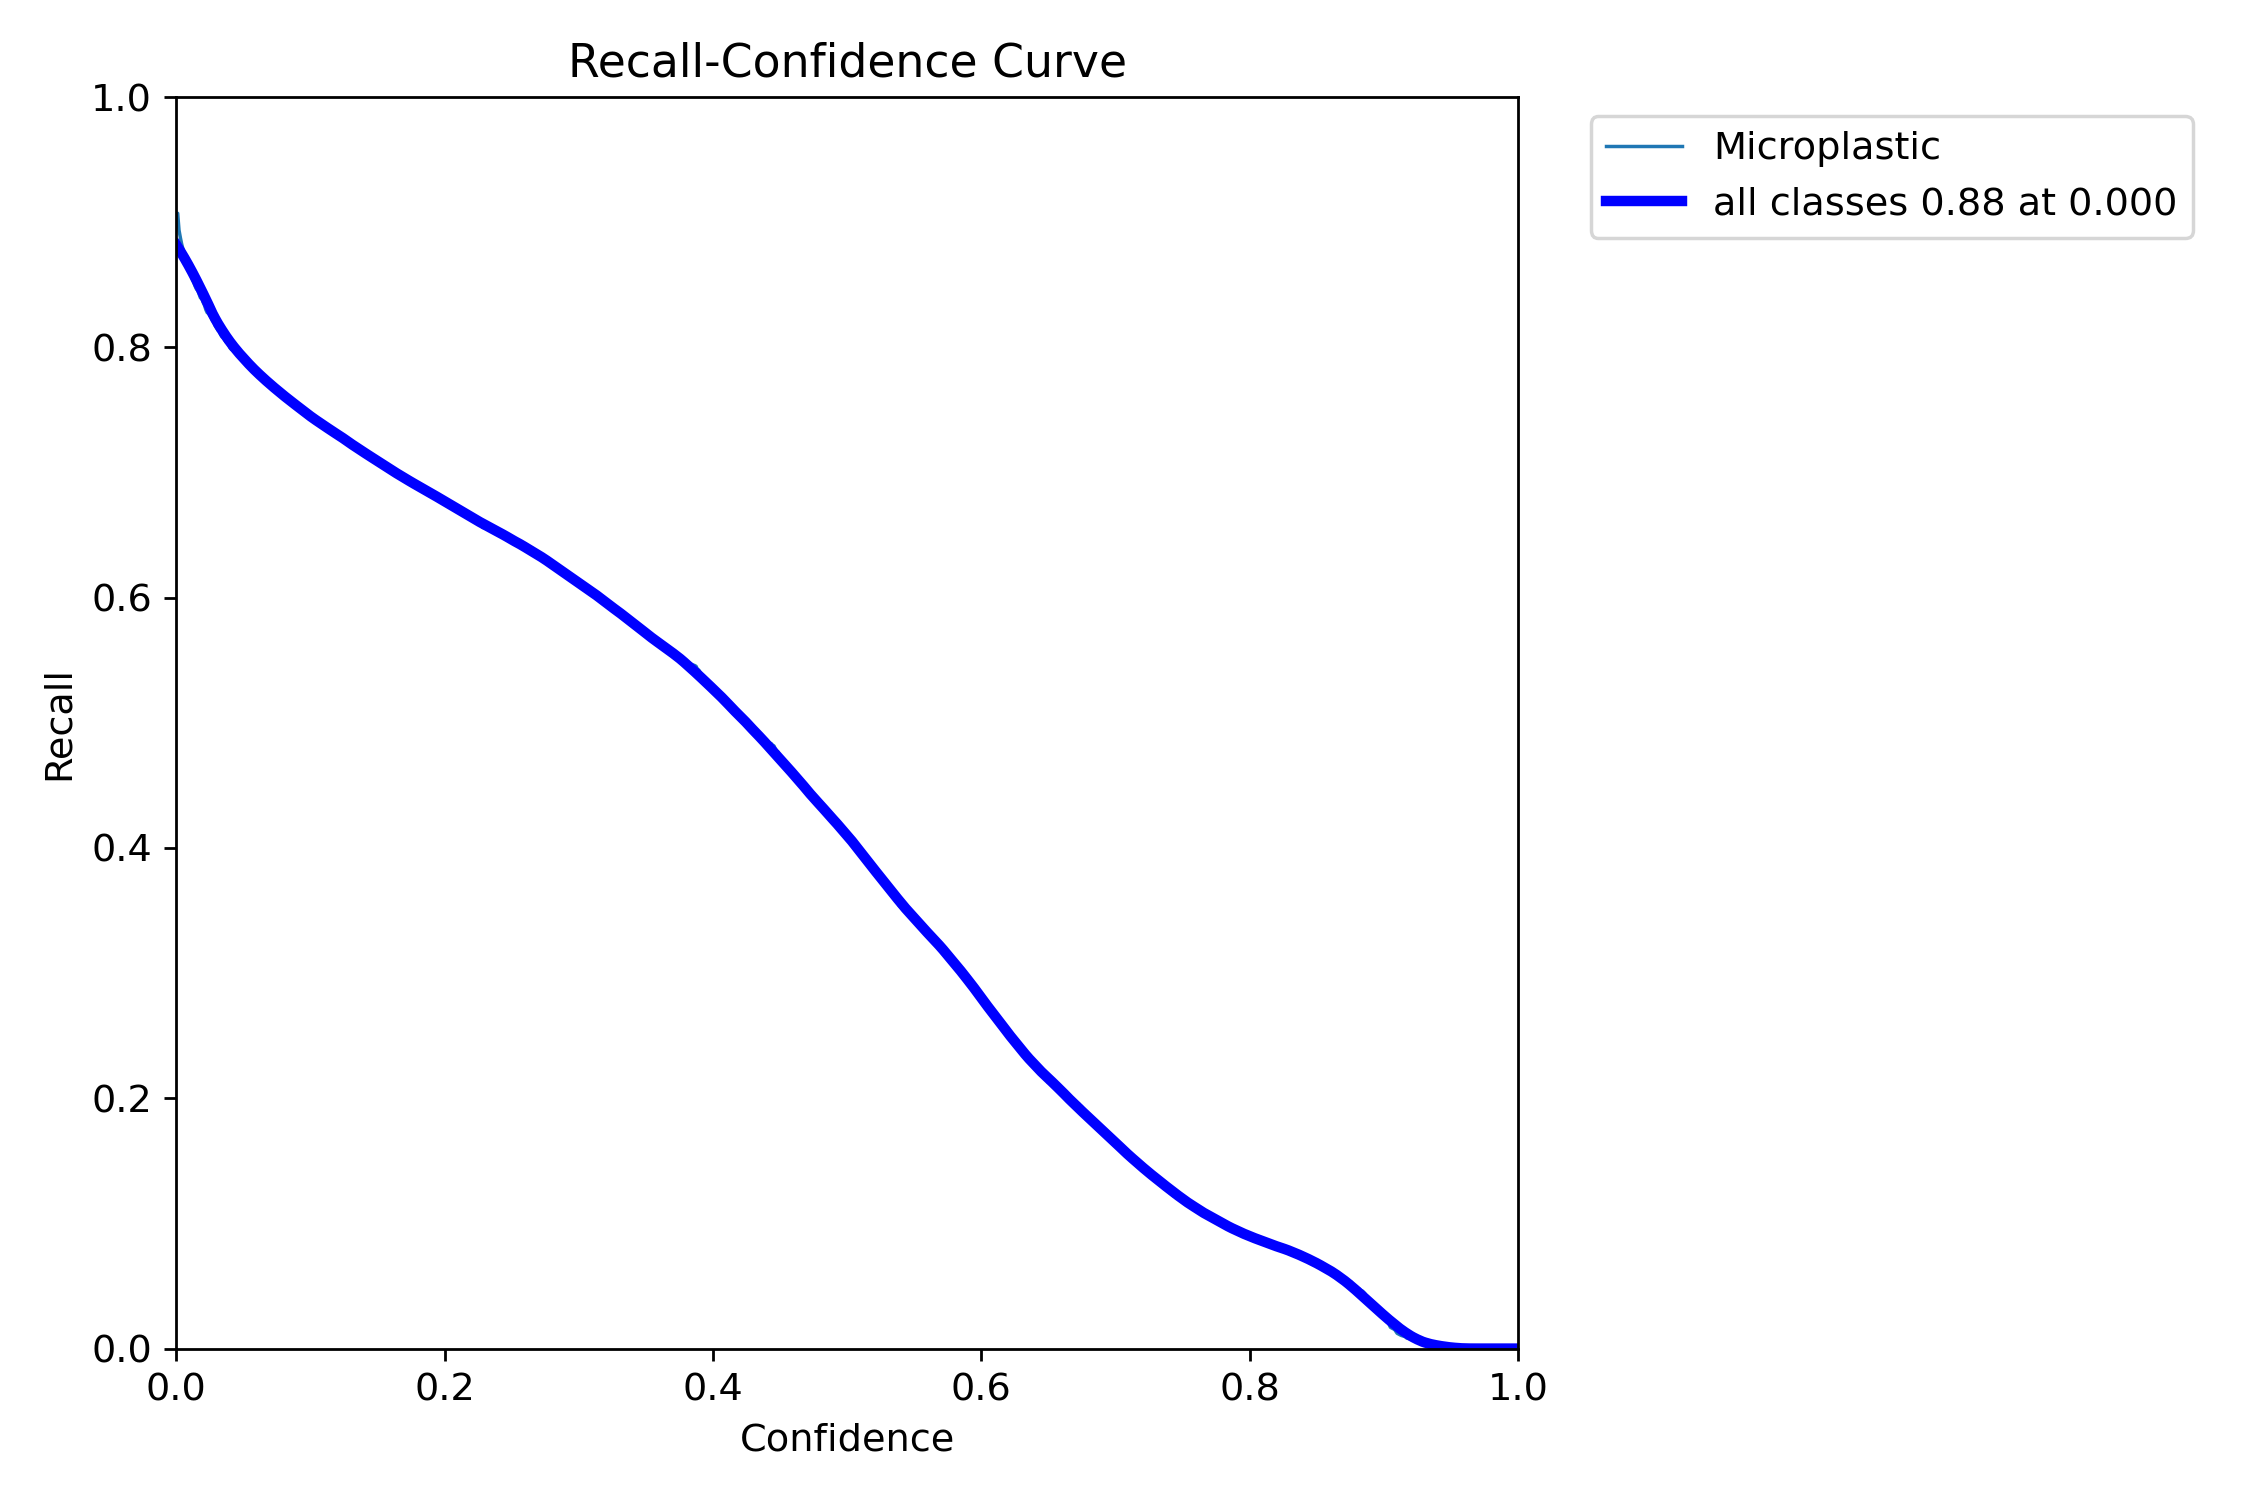 Recall-Confidence Curve
1.0
0.8
0.6
0.4
0.2
0.0
Recall
0.0 0.2 0.4 0.6 0.8 1.0
Confidence
Microplastic
all classes 0.88 at 0.000